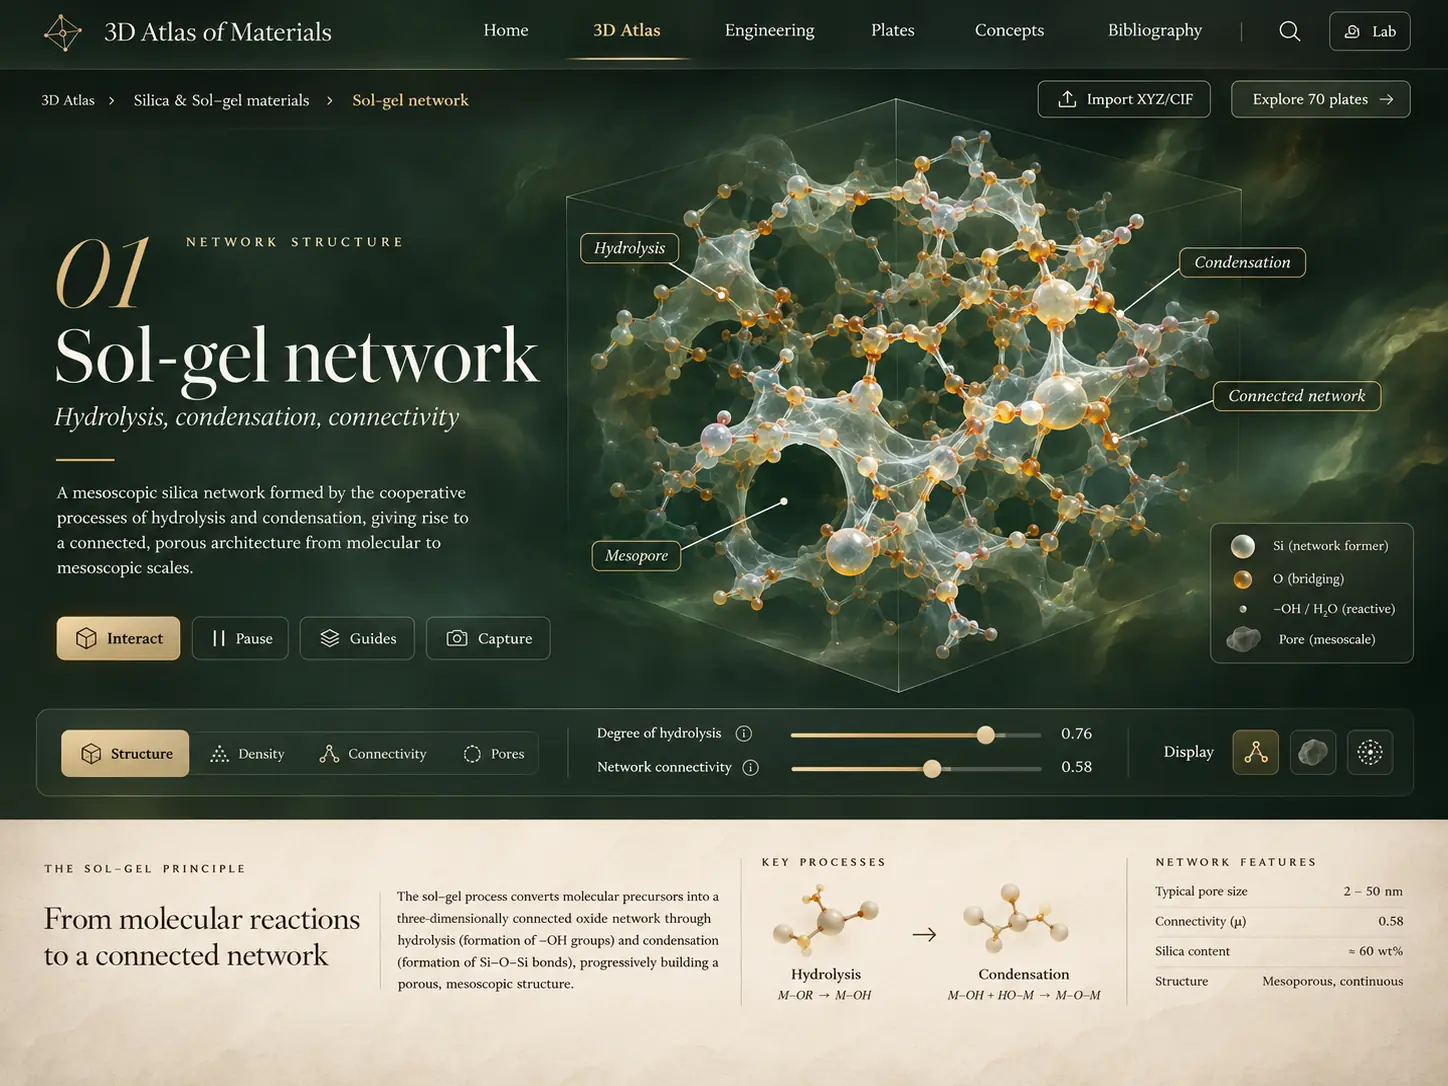 3D Atlas of Materials
Home
3D Atlas
Engineering
Plates
Concepts
Bibliography
Lab
3D Atlas > Silica & Sol–gel materials > Sol-gel network
Import XYZ/CIF
Explore 70 plates →
01
NETWORK STRUCTURE
Sol-gel network
Hydrolysis, condensation, connectivity
A mesoscopic silica network formed by the cooperative
processes of hydrolysis and condensation, giving rise to
a connected, porous architecture from molecular to
mesoscopic scales.
Interact
Pause
Guides
Capture
Hydrolysis
Condensation
Connected network
Mesopore
Si (network former)
O (bridging)
–OH / H₂O (reactive)
Pore (mesoscale)
Structure
Density
Connectivity
Pores
Degree of hydrolysis
0.76
Network connectivity
0.58
Display
THE SOL–GEL PRINCIPLE
From molecular reactions
to a connected network
The sol–gel process converts molecular precursors into a
three-dimensionally connected oxide network through
hydrolysis (formation of –OH groups) and condensation
(formation of Si–O–Si bonds), progressively building a
porous, mesoscopic structure.
KEY PROCESSES
→
Hydrolysis
M–OR → M–OH
Condensation
M–OH + HO–M → M–O–M
NETWORK FEATURES
Typical pore size 2 – 50 nm
Connectivity (μ) 0.58
Silica content ≈ 60 wt%
Structure Mesoporous, continuous